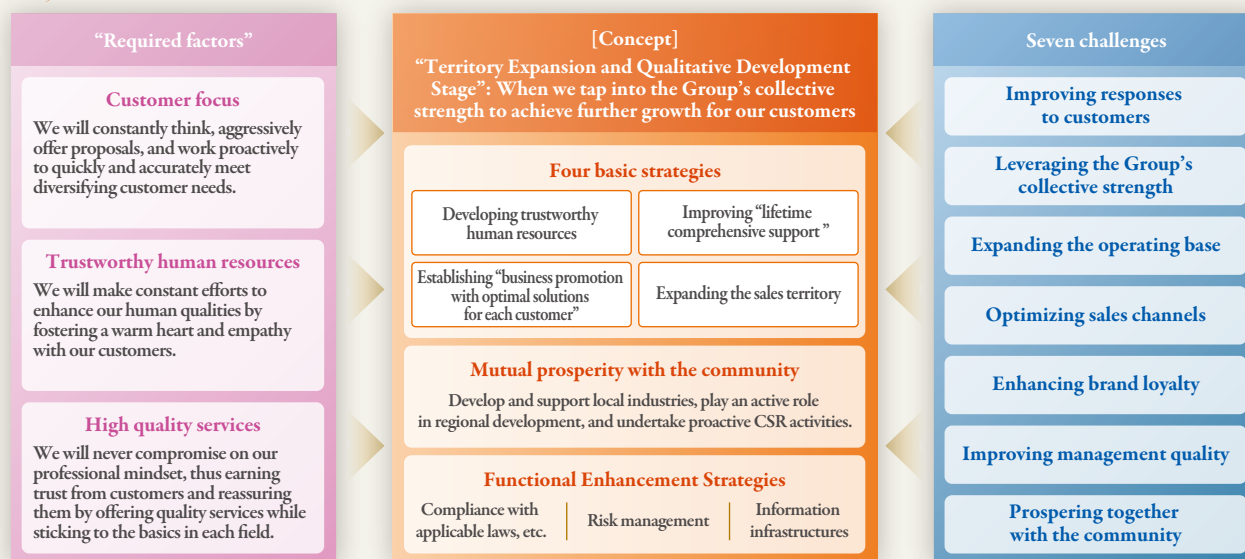 “Required factors”
Customer focus
We will constantly think, aggressively
offer proposals, and work proactively
to quickly and accurately meet
diversifying customer needs.
Trustworthy human resources
We will make constant efforts to
enhance our human qualities by
fostering a warm heart and empathy
with our customers.
High quality services
We will never compromise on our
professional mindset, thus earning
trust from customers and reassuring
them by offering quality services while
sticking to the basics in each field.
[Concept]
“Territory Expansion and Qualitative Development
Stage”: When we tap into the Group’s collective
strength to achieve further growth for our customers
Four basic strategies
Developing trustworthy
human resources
Improving “lifetime
comprehensive support ”
Establishing “business promotion
with optimal solutions
for each customer”
Expanding the sales territory
Mutual prosperity with the community
Develop and support local industries, play an active role
in regional development, and undertake proactive CSR activities.
Functional Enhancement Strategies
Compliance with
applicable laws, etc.
Risk management
Information
infrastructures
Seven challenges
Improving responses
to customers
Leveraging the Group’s
collective strength
Expanding the operating base
Optimizing sales channels
Enhancing brand loyalty
Improving management quality
Prospering together
with the community